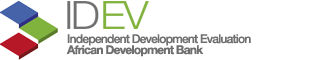 IDEV
Independent Development Evaluation
African Development Bank